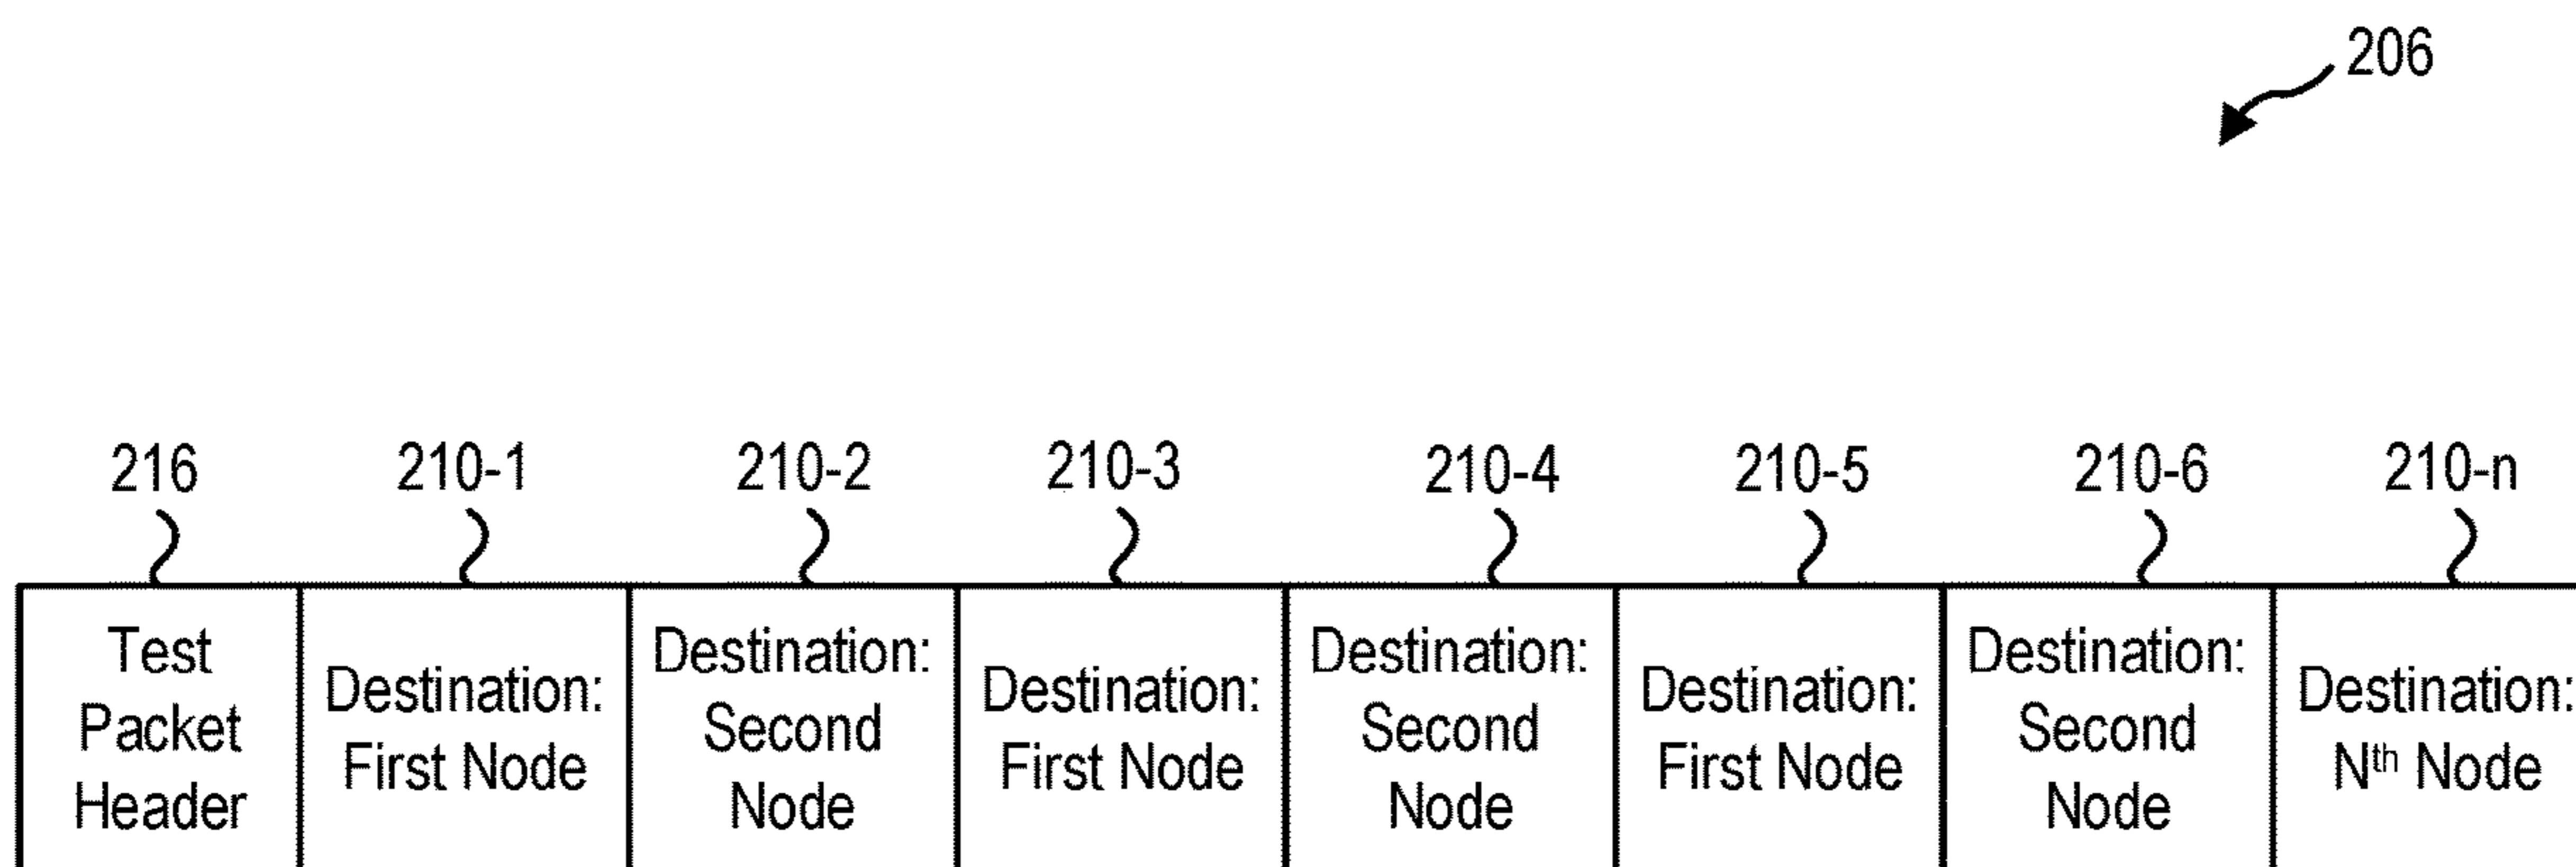 206
216
210-1
210-2
210-3
210-4
210-5
210-6
210-n
Test
Packet
Header
Destination:
First Node
Destination:
Second
Node
Destination:
First Node
Destination:
Second
Node
Destination:
First Node
Destination:
Second
Node
Destination:
Nth Node